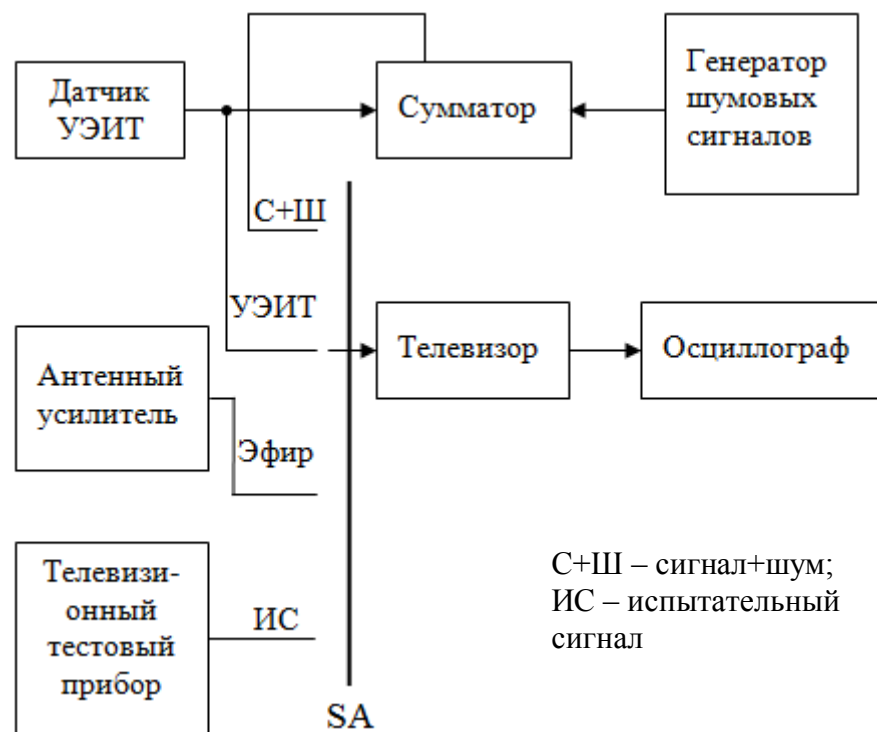 Датчик
УЭИТ
Сумматор
Генератор
шумовых
сигналов
С+Ш
УЭИТ
Телевизор
Осциллограф
Антенный
усилитель
Эфир
Телевизи-
онный
тестовый
прибор
ИС
С+Ш – сигнал+шум;
ИС – испытательный
сигнал
SA